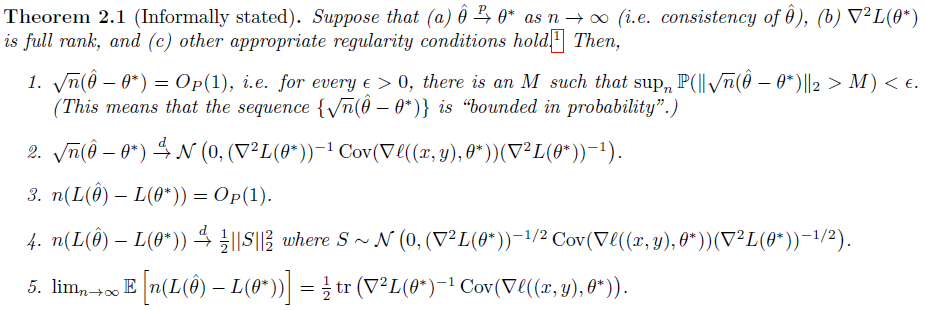 Theorem 2.1 (Informally stated). Suppose that (a) θ̂ →ᵖ θ* as n → ∞ (i.e. consistency of θ̂), (b) ∇²L(θ*)
is full rank, and (c) other appropriate regularity conditions hold.¹ Then,
1. √n(θ̂ − θ*) = O_P(1), i.e. for every ϵ > 0, there is an M such that sup_n ℙ(‖√n(θ̂ − θ*)‖₂ > M) < ϵ.
(This means that the sequence {√n(θ̂ − θ*)} is “bounded in probability”.)
2. √n(θ̂ − θ*) →ᵈ 𝒩 (0, (∇²L(θ*))⁻¹ Cov(∇ℓ((x, y), θ*))(∇²L(θ*))⁻¹).
3. n(L(θ̂) − L(θ*)) = O_P(1).
4. n(L(θ̂) − L(θ*)) →ᵈ ½||S||₂² where S ∼ 𝒩 (0, (∇²L(θ*))⁻¹/² Cov(∇ℓ((x, y), θ*))(∇²L(θ*))⁻¹/²).
5. lim_{n→∞} 𝔼 [n(L(θ̂) − L(θ*))] = ½ tr (∇²L(θ*)⁻¹ Cov(∇ℓ((x, y), θ*)).